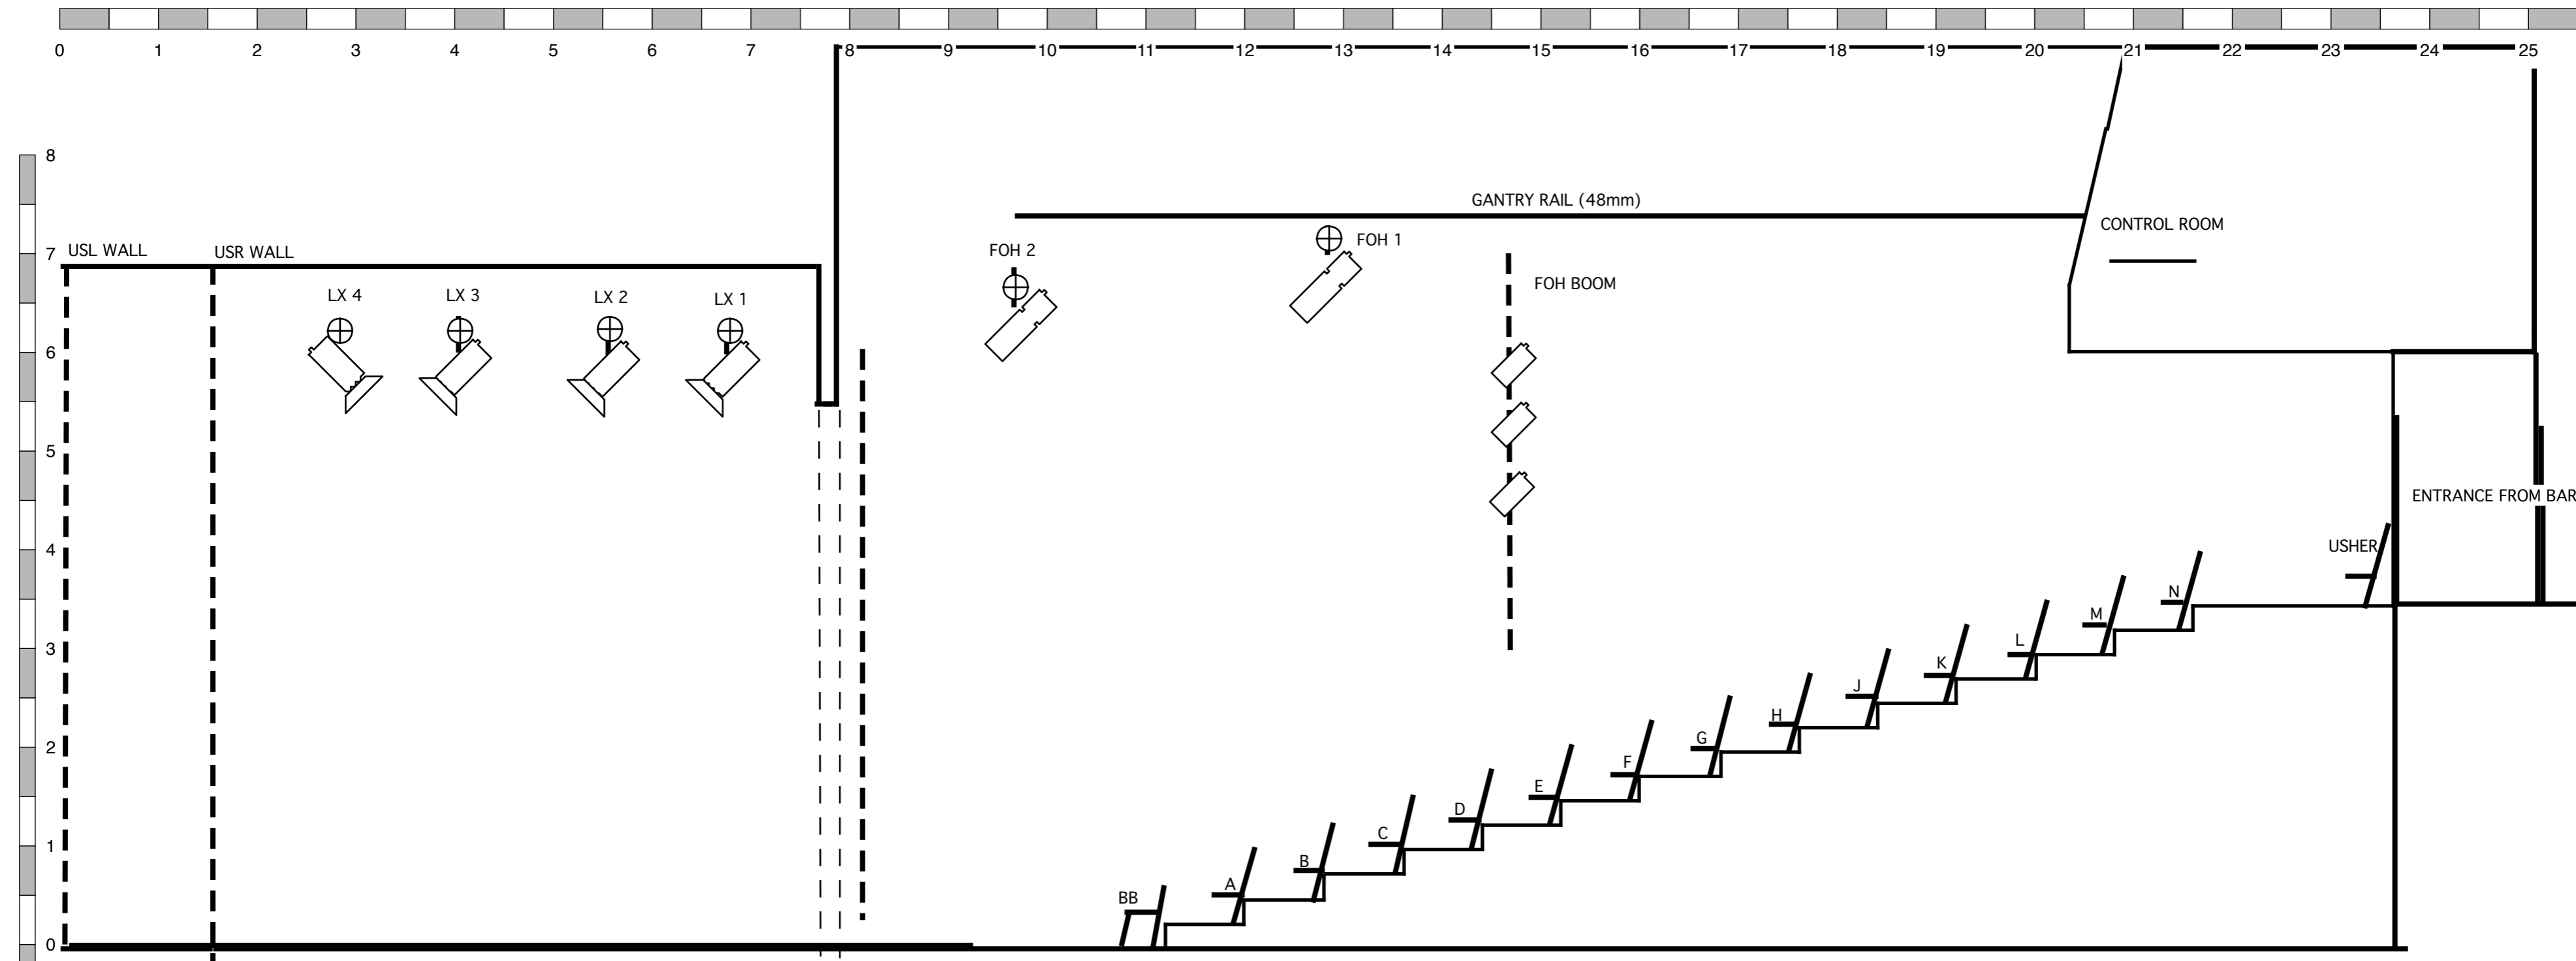 0 1 2 3 4 5 6 7 8 9 10 11 12 13 14 15 16 17 18 19 20 21 22 23 24 25
8
GANTRY RAIL (48mm)
CONTROL ROOM
FOH 1
FOH 2
7
USL WALL
USR WALL
FOH BOOM
LX 4
LX 3
LX 2
LX 1
6
5
ENTRANCE FROM BAR
4
USHER
N
M
3
L
K
J
H
2
G
F
E
D
1
C
B
A
BB
0